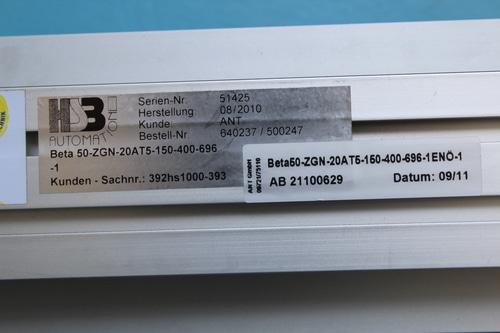 HSB
AUTOMATION
Serien-Nr. 51425
Herstellung 08/2010
Kunde ANT
Bestell-Nr. 640237 / 500247
Beta 50-ZGN-20AT5-150-400-696
-1
Kunden - Sachnr.: 392hs1000-393
Beta50-ZGN-20AT5-150-400-696-1ENÖ-1
AB 21100629 Datum: 09/11